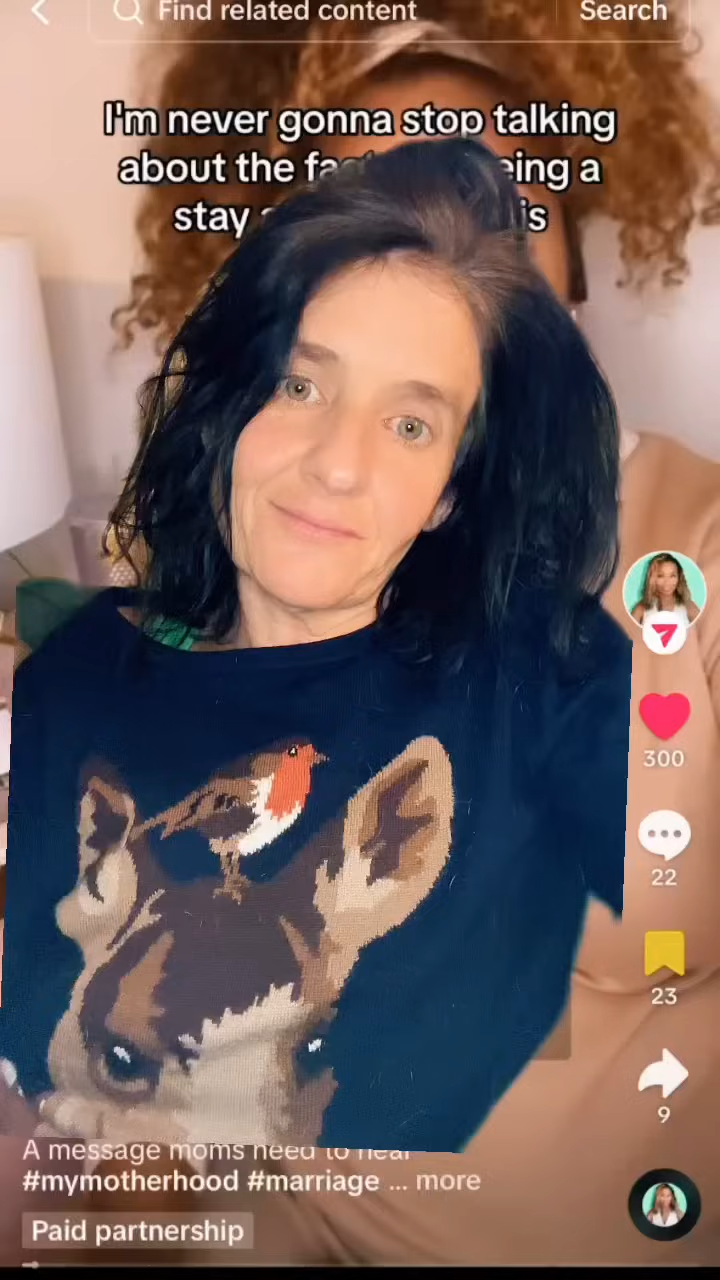 Find related content
Search
I'm never gonna stop talking
about the eing a
stay is
300
22
23
9
A message moms need to hear
#mymotherhood #marriage ... more
Paid partnership